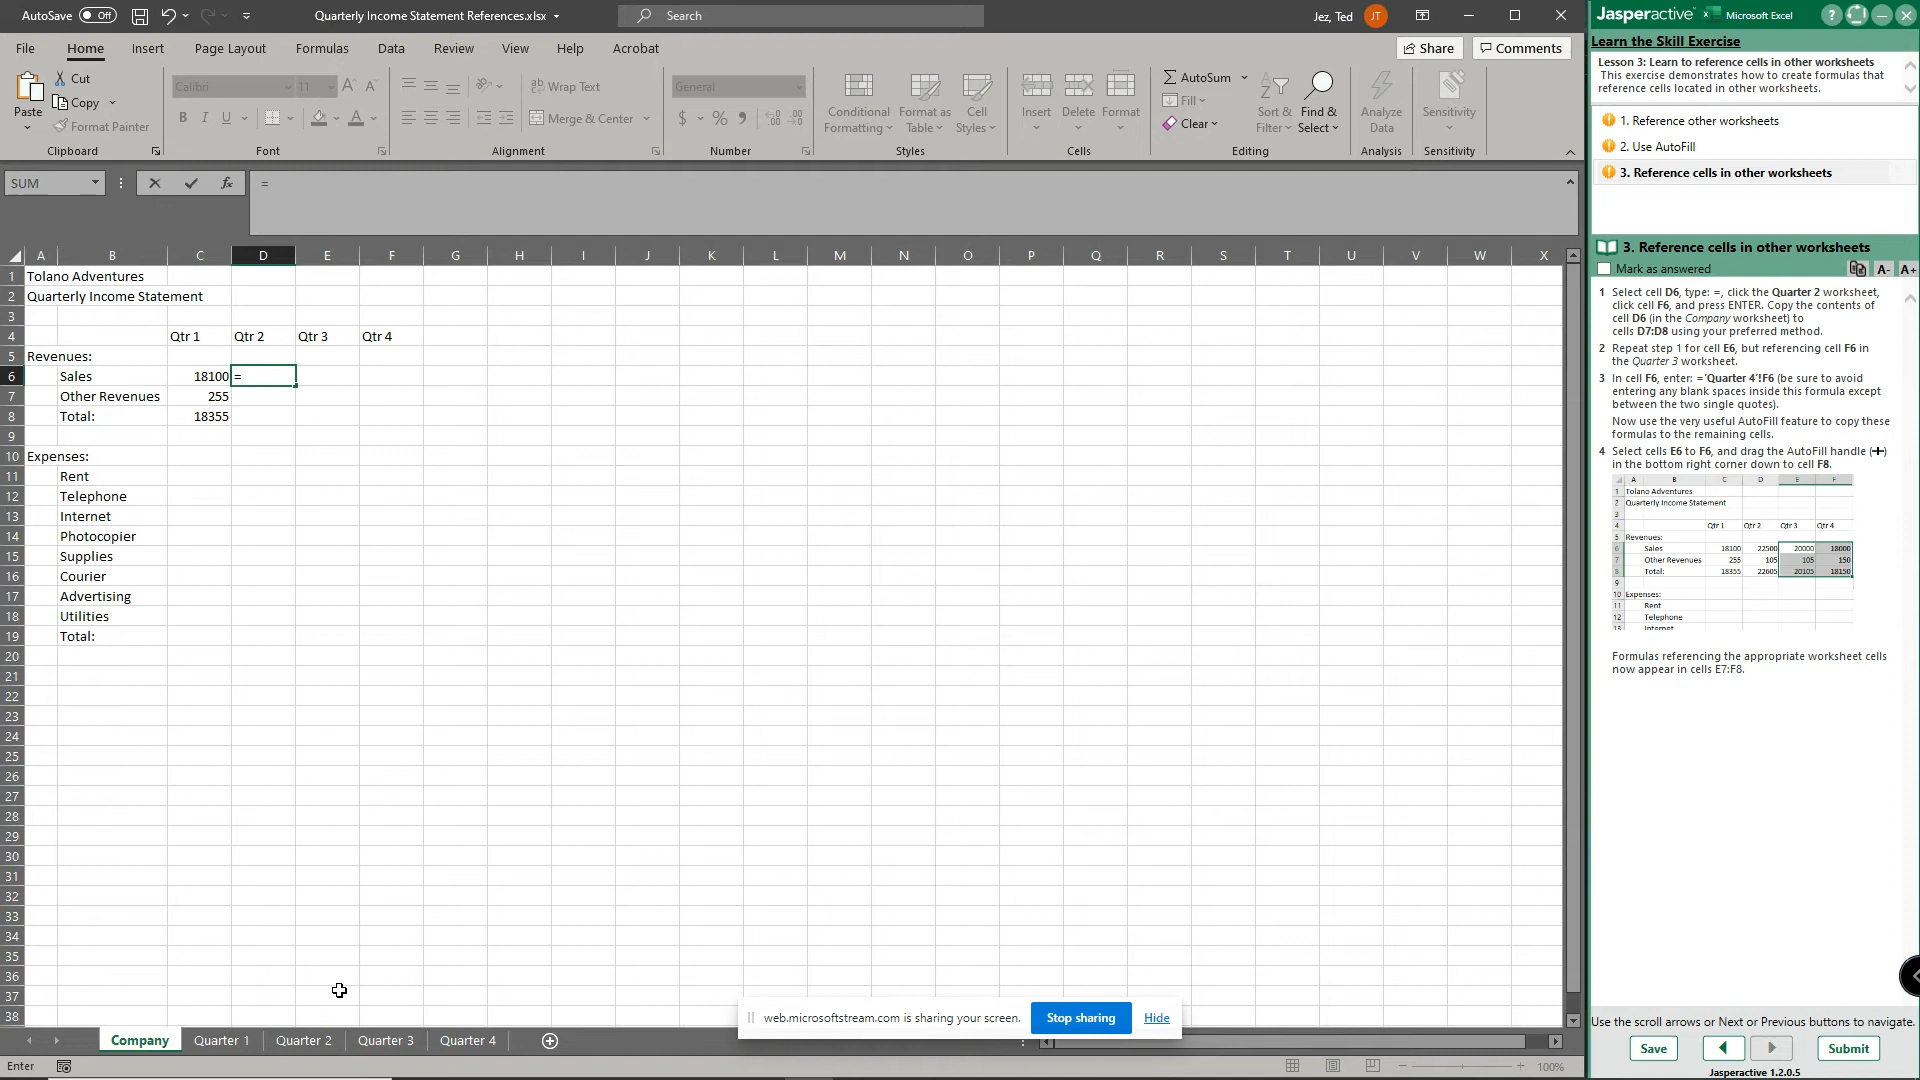 AutoSave Off Quarterly Income Statement References.xlsx Search Jez, Ted JT
File Home Insert Page Layout Formulas Data Review View Help Acrobat Share Comments
Paste Cut Copy Format Painter Clipboard
Calibri 11 A A B I U A Font
Wrap Text Merge & Center Alignment
General $ % Number
Conditional Formatting Format as Table Cell Styles Styles
Insert Delete Format Cells
AutoSum Fill Clear Sort & Filter Find & Select Editing
Analyze Data Analysis
Sensitivity Sensitivity
SUM fx =
A B C D E F G H I J K L M N O P Q R S T U V W X
1 Tolano Adventures
2 Quarterly Income Statement
3
4 Qtr 1 Qtr 2 Qtr 3 Qtr 4
5 Revenues:
6 Sales 18100 =
7 Other Revenues 255
8 Total: 18355
9
10 Expenses:
11 Rent
12 Telephone
13 Internet
14 Photocopier
15 Supplies
16 Courier
17 Advertising
18 Utilities
19 Total:
20
21
22
23
24
25
26
27
28
29
30
31
32
33
34
35
36
37
38
web.microsoftstream.com is sharing your screen. Stop sharing Hide
Company Quarter 1 Quarter 2 Quarter 3 Quarter 4
Enter 100%
Jasperactive Microsoft Excel ?
Learn the Skill Exercise
Lesson 3: Learn to reference cells in other worksheets
This exercise demonstrates how to create formulas that
reference cells located in other worksheets.
1. Reference other worksheets
2. Use AutoFill
3. Reference cells in other worksheets
3. Reference cells in other worksheets
Mark as answered A- A+
1 Select cell D6, type: =, click the Quarter 2 worksheet,
click cell F6, and press ENTER. Copy the contents of
cell D6 (in the Company worksheet) to
cells D7:D8 using your preferred method.
2 Repeat step 1 for cell E6, but referencing cell F6 in
the Quarter 3 worksheet.
3 In cell F6, enter: ='Quarter 4'!F6 (be sure to avoid
entering any blank spaces inside this formula except
between the two single quotes).
Now use the very useful AutoFill feature to copy these
formulas to the remaining cells.
4 Select cells E6 to F6, and drag the AutoFill handle (+)
in the bottom right corner down to cell F8.
A B C D E F
1 Tolano Adventures
2 Quarterly Income Statement
3
4 Qtr 1 Qtr 2 Qtr 3 Qtr 4
5 Revenues:
6 Sales 18100 22500 20000 18000
7 Other Revenues 255 105 105 150
8 Total: 18355 22605 20105 18150
9
10 Expenses:
11 Rent
12 Telephone
13 Internet
Formulas referencing the appropriate worksheet cells
now appear in cells E7:F8.
Use the scroll arrows or Next or Previous buttons to navigate.
Save Submit
Jasperactive 1.2.0.5